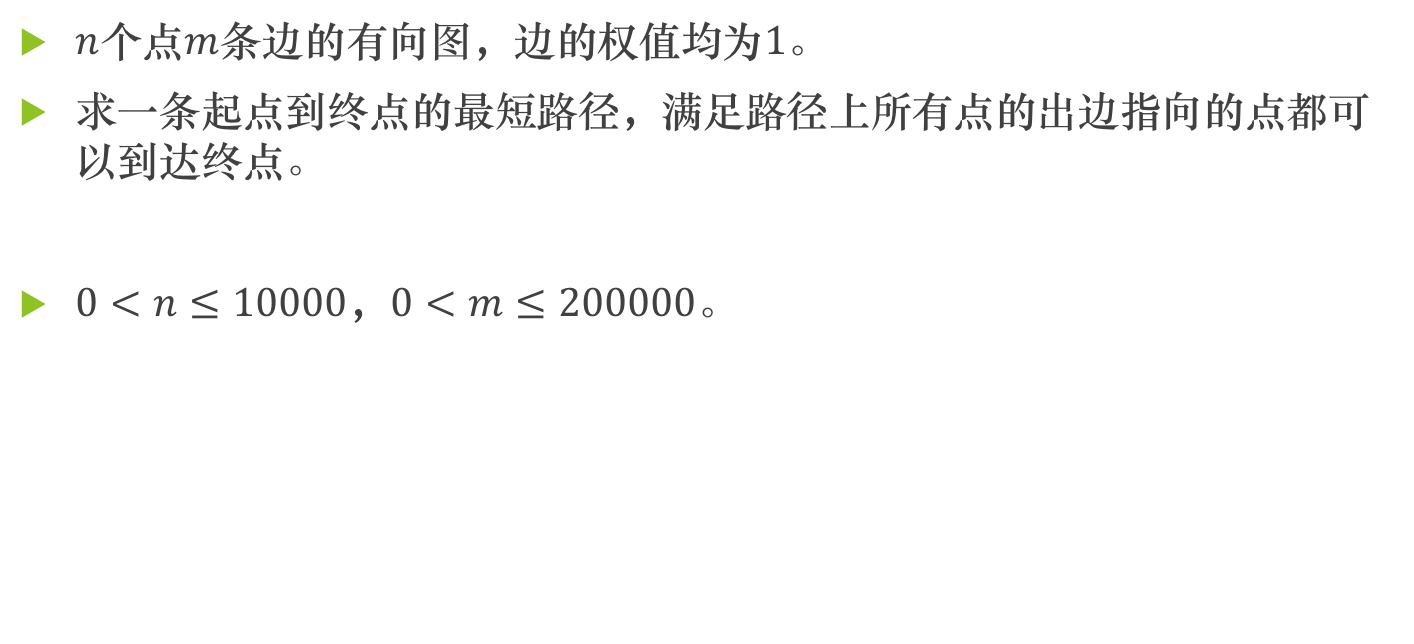 n个点m条边的有向图，边的权值均为1。
求一条起点到终点的最短路径，满足路径上所有点的出边指向的点都可
以到达终点。
0 < n ≤ 10000，0 < m ≤ 200000。